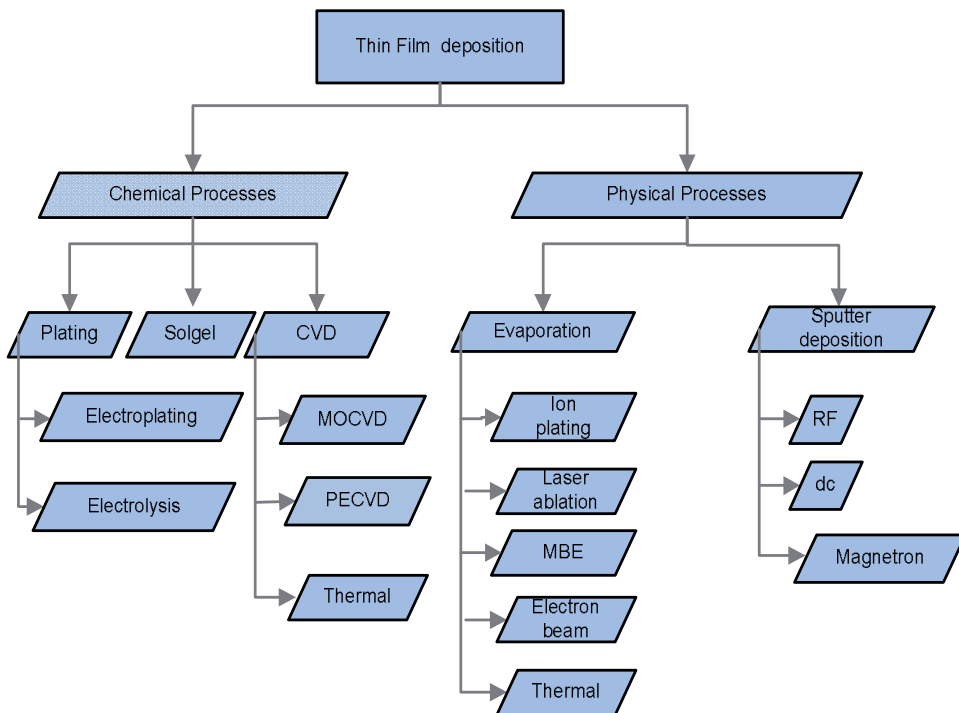 Thin Film deposition
Chemical Processes
Physical Processes
Plating
Solgel
CVD
Evaporation
Sputter
deposition
Electroplating
Electrolysis
MOCVD
PECVD
Thermal
Ion
plating
Laser
ablation
MBE
Electron
beam
Thermal
RF
dc
Magnetron